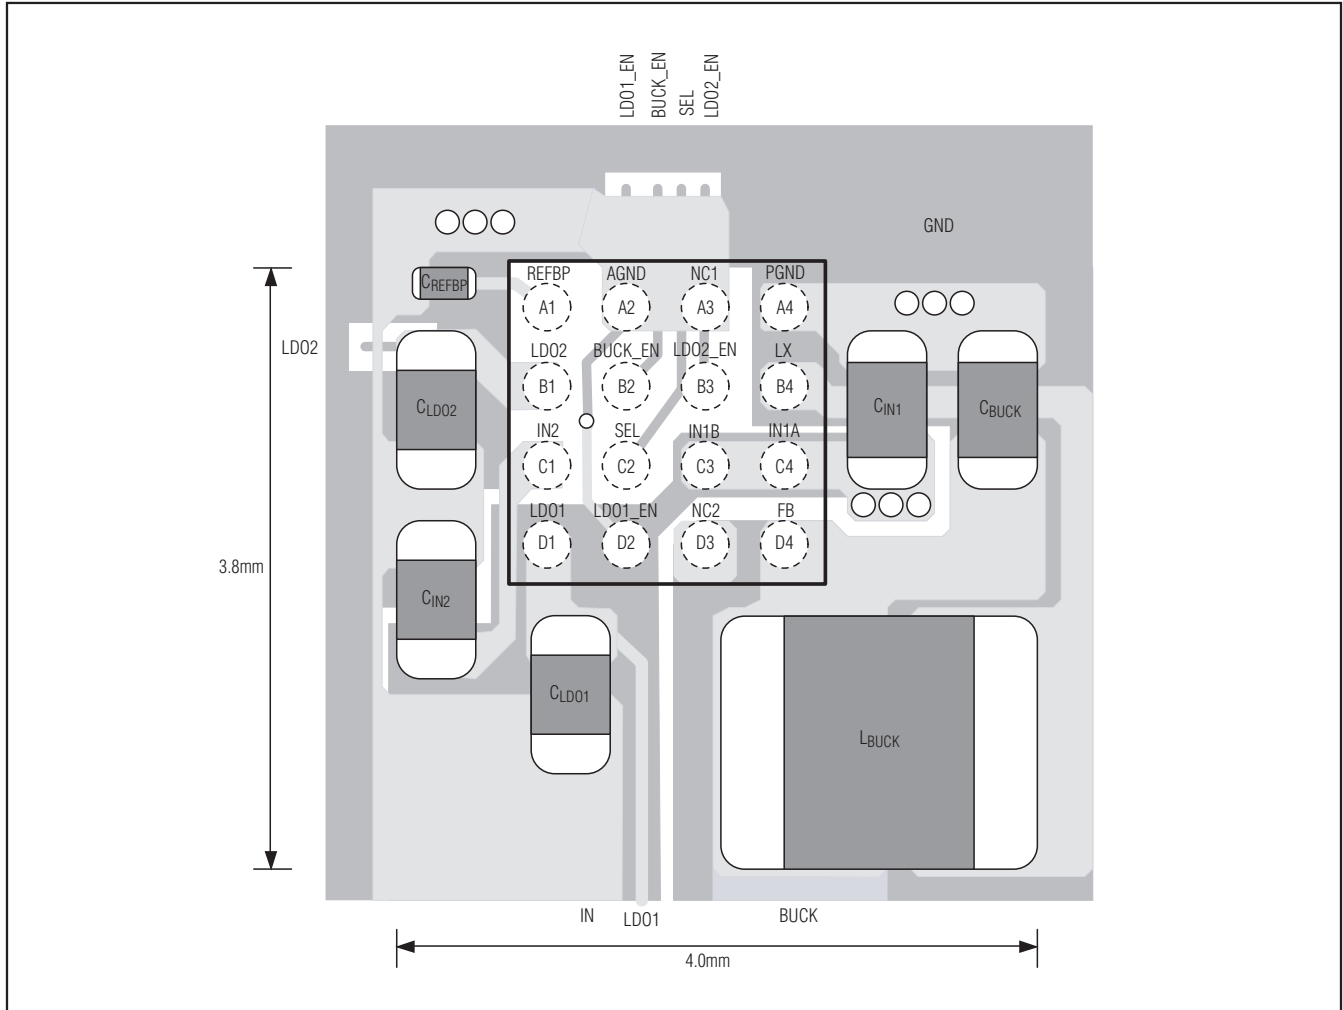 LDO1_EN
BUCK_EN
SEL
LDO2_EN
GND
REFBP AGND NC1 PGND
CREFBP
A1 A2 A3 A4
LDO2
LDO2 BUCK_EN LDO2_EN LX
B1 B2 B3 B4
CLDO2
CIN1
CBUCK
IN2 SEL IN1B IN1A
C1 C2 C3 C4
LDO1 LDO1_EN NC2 FB
D1 D2 D3 D4
3.8mm
CIN2
CLDO1
LBUCK
IN LDO1 BUCK
4.0mm